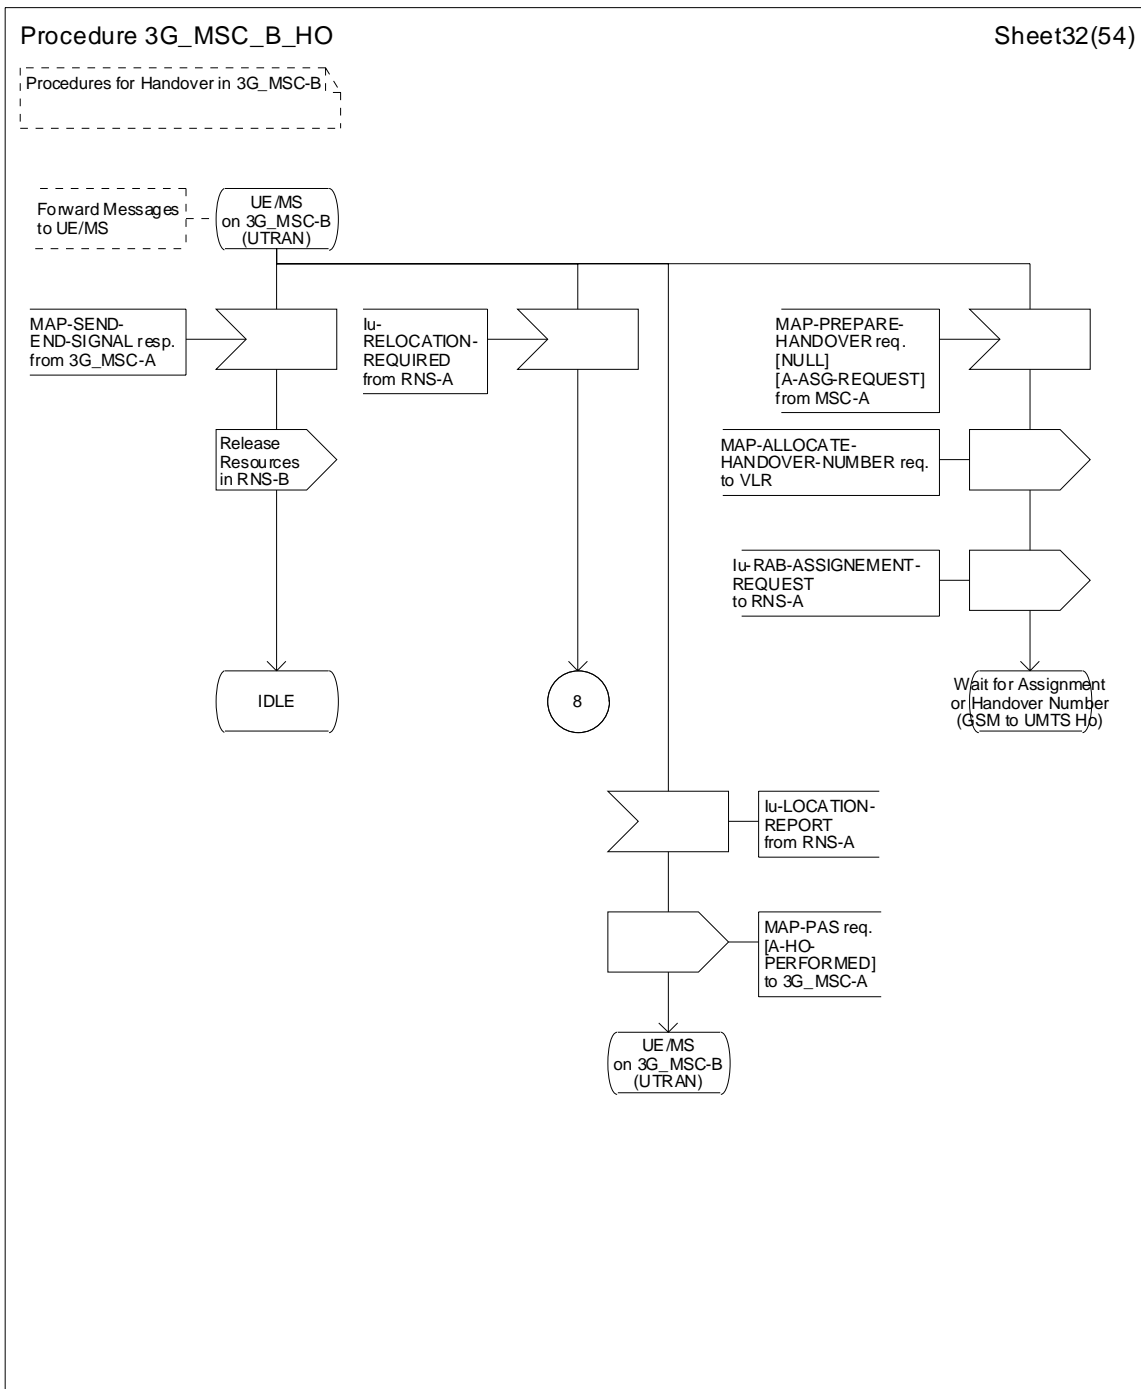 Procedure 3G_MSC_B_HO
Sheet32(54)
Procedures for Handover in 3G_MSC-B
Forward Messages
to UE/MS
UE/MS
on 3G_MSC-B
(UTRAN)
MAP-SEND-
END-SIGNAL resp.
from 3G_MSC-A
Iu-
RELOCATION-
REQUIRED
from RNS-A
MAP-PREPARE-
HANDOVER req.
[NULL]
[A-ASG-REQUEST]
from MSC-A
Release
Resources
in RNS-B
MAP-ALLOCATE-
HANDOVER-NUMBER req.
to VLR
Iu-RAB-ASSIGNEMENT-
REQUEST
to RNS-A
IDLE
8
Wait for Assignment
or Handover Number
(GSM to UMTS Ho)
Iu-LOCATION-
REPORT
from RNS-A
MAP-PAS req.
[A-HO-
PERFORMED]
to 3G_MSC-A
UE/MS
on 3G_MSC-B
(UTRAN)